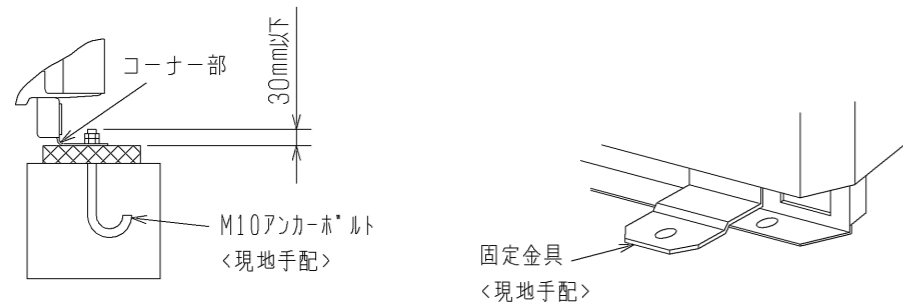 コーナー部
30mm以下
M10アンカーボルト
<現地手配>
固定金具
<現地手配>